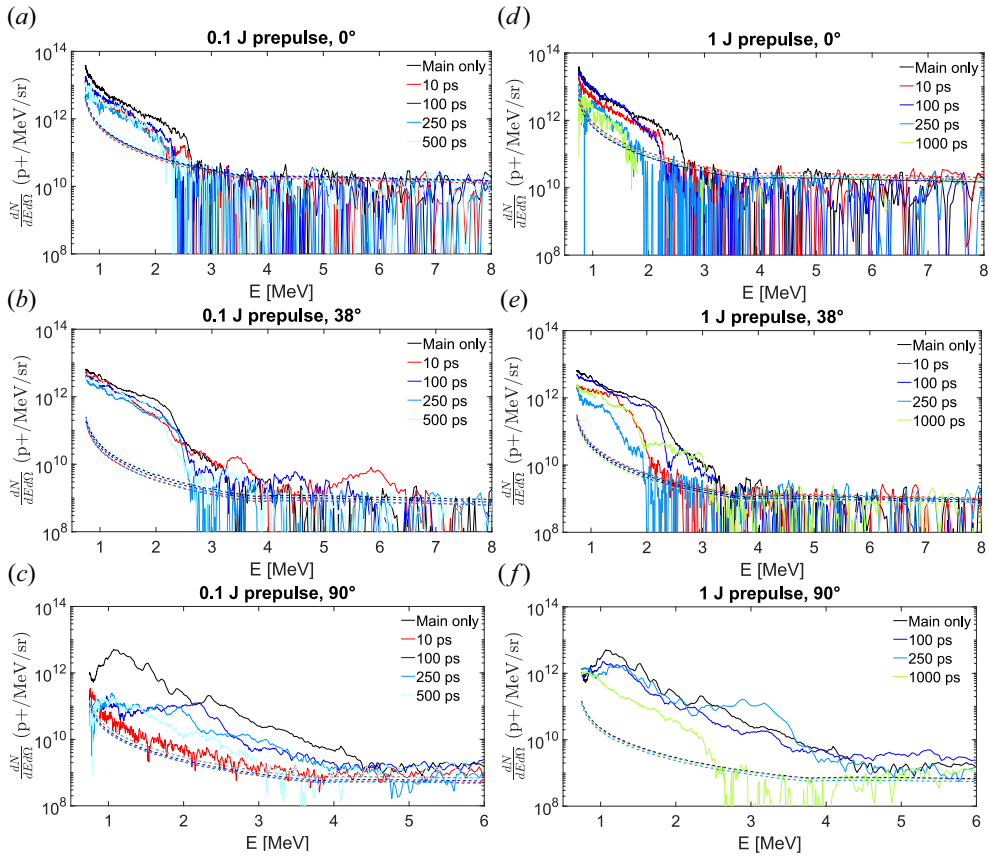 (a)
0.1 J prepulse, 0°
10^14
10^12
10^10
10^8
dN/dEdΩ (p+/MeV/sr)
Main only
10 ps
100 ps
250 ps
500 ps
1 2 3 4 5 6 7 8
E [MeV]
(d)
1 J prepulse, 0°
10^14
10^12
10^10
10^8
dN/dEdΩ (p+/MeV/sr)
Main only
10 ps
100 ps
250 ps
1000 ps
1 2 3 4 5 6 7 8
E [MeV]
(b)
0.1 J prepulse, 38°
10^14
10^12
10^10
10^8
dN/dEdΩ (p+/MeV/sr)
Main only
10 ps
100 ps
250 ps
500 ps
1 2 3 4 5 6 7 8
E [MeV]
(e)
1 J prepulse, 38°
10^14
10^12
10^10
10^8
dN/dEdΩ (p+/MeV/sr)
Main only
10 ps
100 ps
250 ps
1000 ps
1 2 3 4 5 6 7 8
E [MeV]
(c)
0.1 J prepulse, 90°
10^14
10^12
10^10
10^8
dN/dEdΩ (p+/MeV/sr)
Main only
10 ps
100 ps
250 ps
500 ps
1 2 3 4 5 6
E [MeV]
(f)
1 J prepulse, 90°
10^14
10^12
10^10
10^8
dN/dEdΩ (p+/MeV/sr)
Main only
100 ps
250 ps
1000 ps
1 2 3 4 5 6
E [MeV]